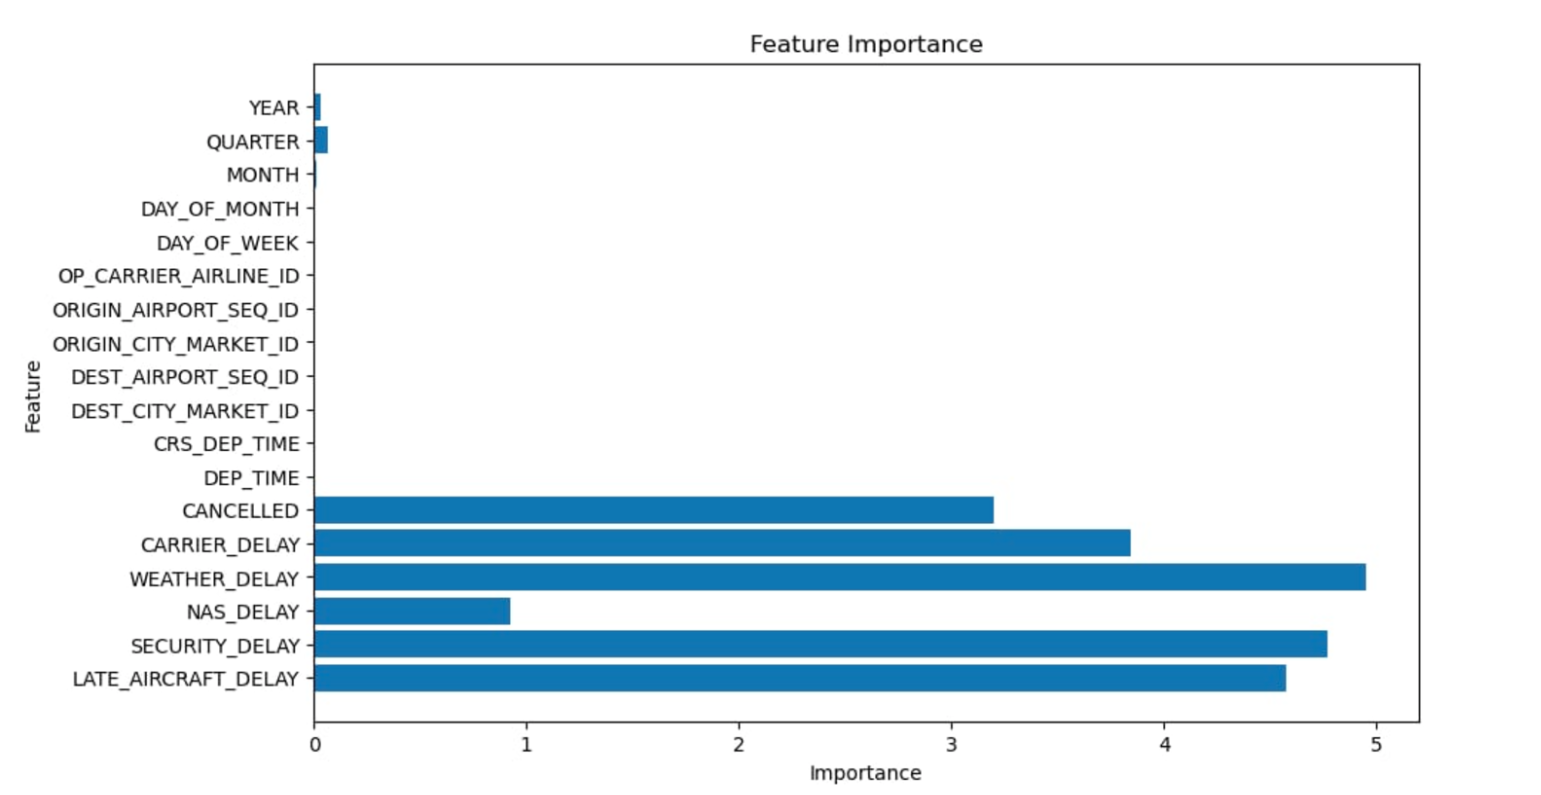 Feature Importance
YEAR
QUARTER
MONTH
DAY_OF_MONTH
DAY_OF_WEEK
OP_CARRIER_AIRLINE_ID
ORIGIN_AIRPORT_SEQ_ID
ORIGIN_CITY_MARKET_ID
DEST_AIRPORT_SEQ_ID
DEST_CITY_MARKET_ID
CRS_DEP_TIME
DEP_TIME
CANCELLED
CARRIER_DELAY
WEATHER_DELAY
NAS_DELAY
SECURITY_DELAY
LATE_AIRCRAFT_DELAY
Feature
0 1 2 3 4 5
Importance